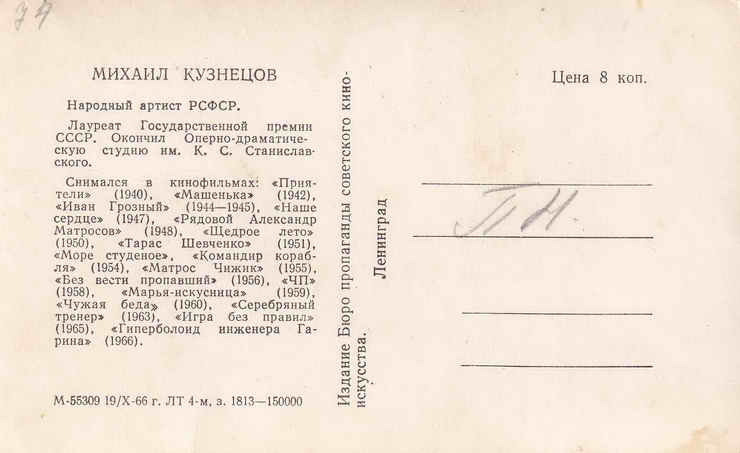 74
МИХАИЛ КУЗНЕЦОВ
Народный артист РСФСР.
Лауреат Государственной премии
СССР. Окончил Оперно-драматиче-
скую студию им. К. С. Станислав-
ского.
Снимался в кинофильмах: «Прия-
тели» (1940), «Машенька» (1942),
«Иван Грозный» (1944—1945), «Наше
сердце» (1947), «Рядовой Александр
Матросов» (1948), «Щедрое лето»
(1950), «Тарас Шевченко» (1951),
«Море студеное», «Командир кораб-
ля» (1954), «Матрос Чижик» (1955),
«Без вести пропавший» (1956), «ЧП»
(1958), «Марья-искусница» (1959),
«Чужая беда» (1960), «Серебряный
тренер» (1963), «Игра без правил»
(1965), «Гиперболоид инженера Га-
рина» (1966).
М-55309 19/X-66 г. ЛТ 4-м, з. 1813—150000
Издание Бюро пропаганды советского кино-
искусства.
Ленинград
Цена 8 коп.
П Н.